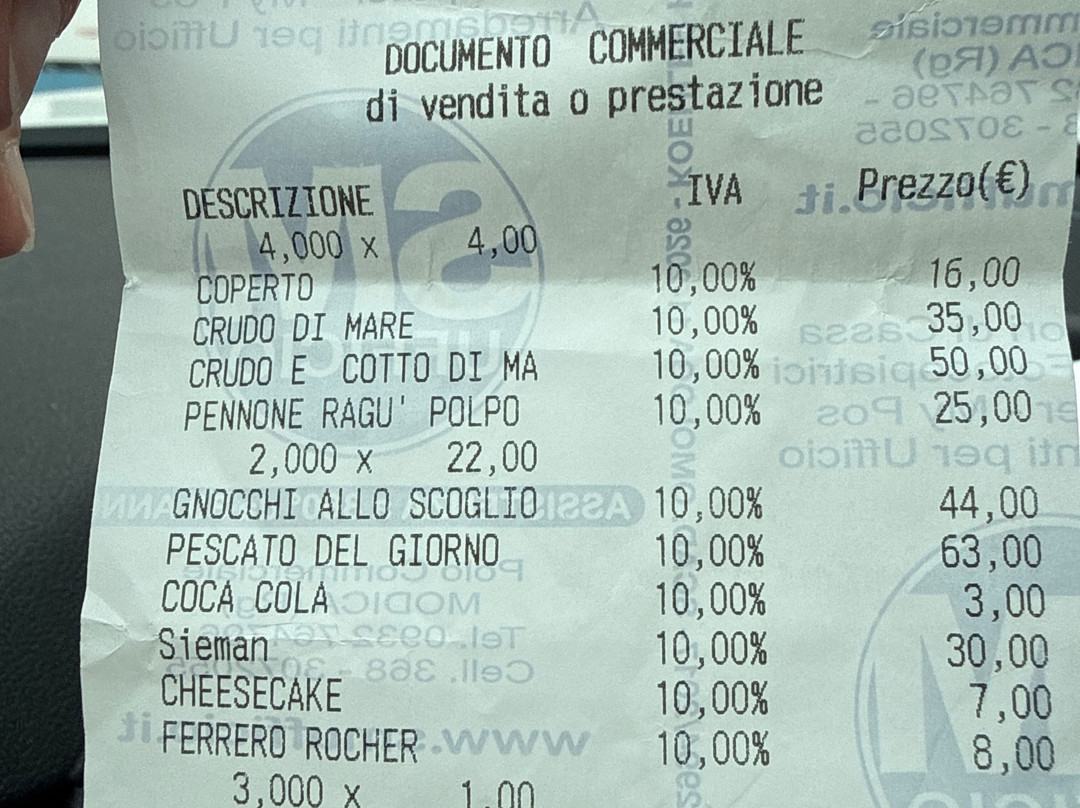 DOCUMENTO COMMERCIALE
di vendita o prestazione
DESCRIZIONE IVA Prezzo(€)
4,000 x 4,00
COPERTO 10,00% 16,00
CRUDO DI MARE 10,00% 35,00
CRUDO E COTTO DI MA 10,00% 50,00
PENNONE RAGU' POLPO 10,00% 25,00
2,000 x 22,00
GNOCCHI ALLO SCOGLIO 10,00% 44,00
PESCATO DEL GIORNO 10,00% 63,00
COCA COLA 10,00% 3,00
Sieman 10,00% 30,00
CHEESECAKE 10,00% 7,00
FERRERO ROCHER 10,00% 8,00
3,000 x 1,00